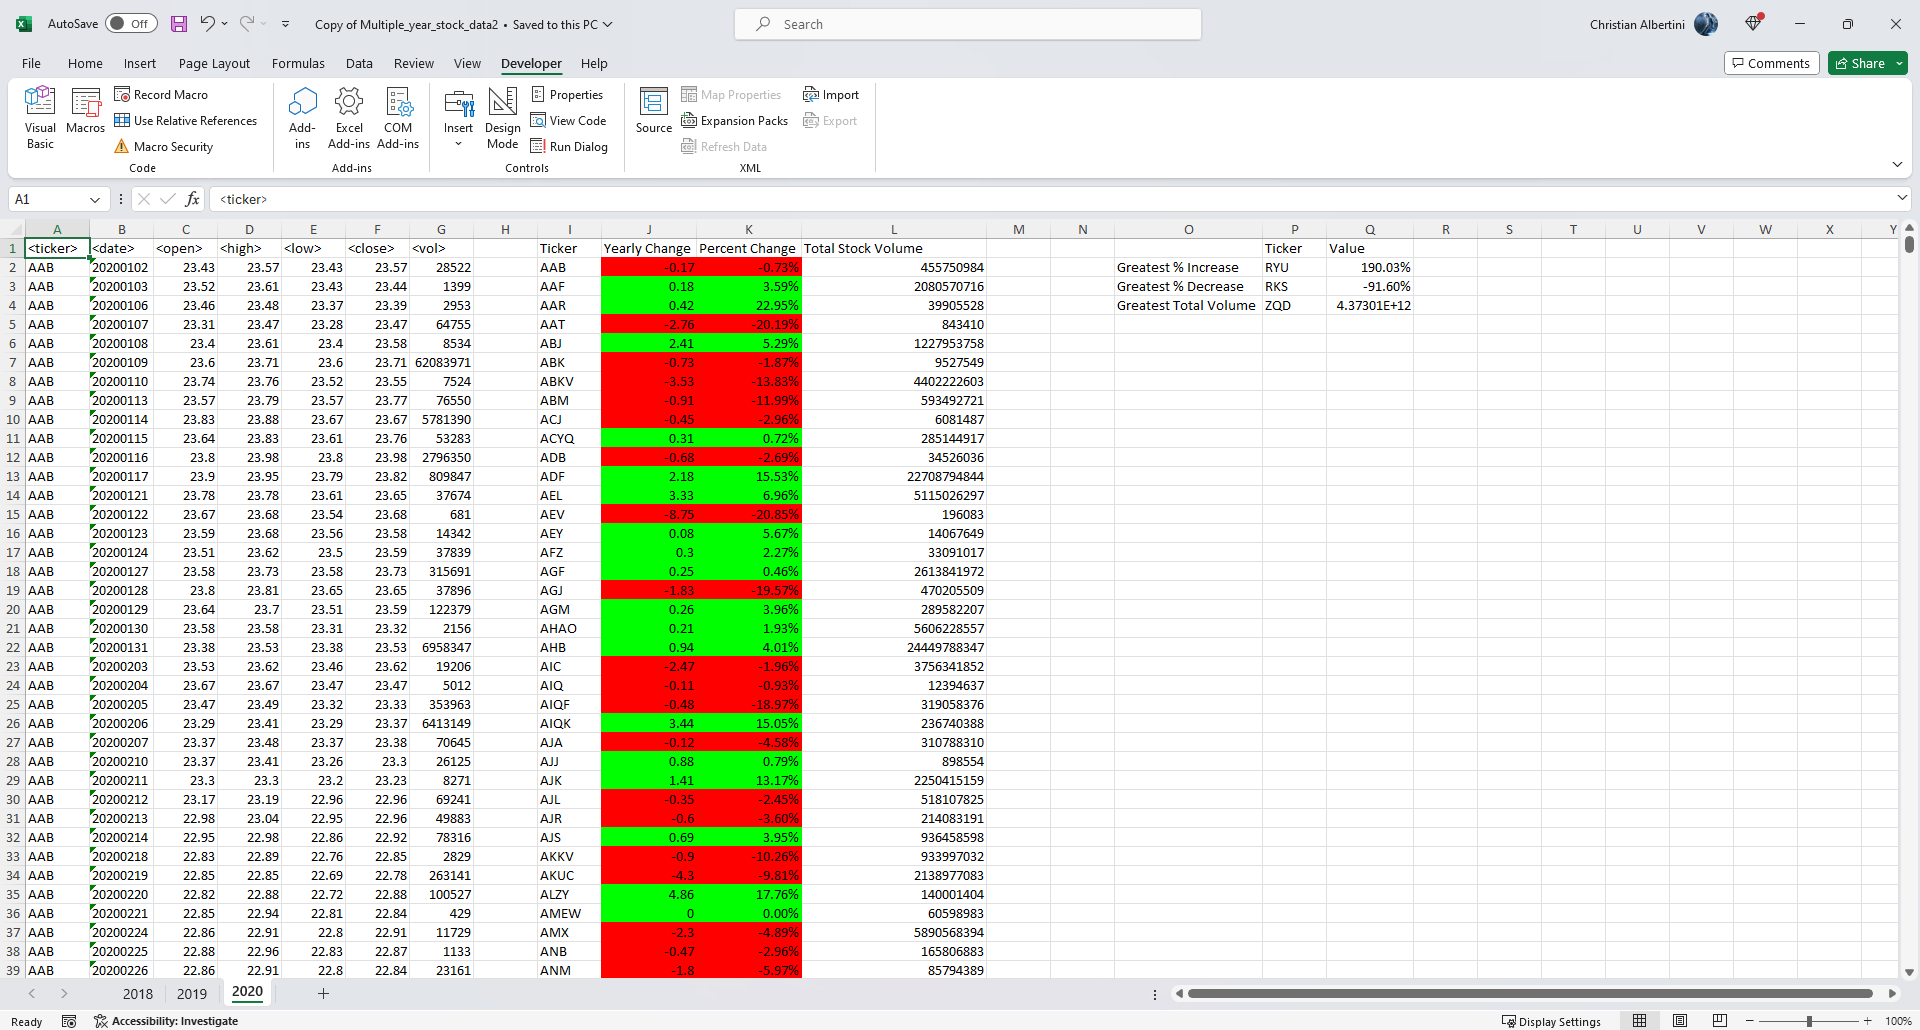 AutoSave Off Copy of Multiple_year_stock_data2 • Saved to this PC Search Christian Albertini
File Home Insert Page Layout Formulas Data Review View Developer Help Comments Share
Visual Basic Macros Record Macro Use Relative References Macro Security Code
Add-ins Excel Add-ins COM Add-ins Add-ins
Insert Design Mode Properties View Code Run Dialog Controls
Source Map Properties Expansion Packs Refresh Data Import Export XML
A1 fx <ticker>
A B C D E F G H I J K L M N O P Q R S T U V W X Y
1 <ticker> <date> <open> <high> <low> <close> <vol> Ticker Yearly Change Percent Change Total Stock Volume Ticker Value
2 AAB 20200102 23.43 23.57 23.43 23.57 28522 AAB -0.17 -0.73% 455750984 Greatest % Increase RYU 190.03%
3 AAB 20200103 23.52 23.61 23.43 23.44 1399 AAF 0.18 3.59% 2080570716 Greatest % Decrease RKS -91.60%
4 AAB 20200106 23.46 23.48 23.37 23.39 2953 AAR 0.42 22.95% 39905528 Greatest Total Volume ZQD 4.37301E+12
5 AAB 20200107 23.31 23.47 23.28 23.47 64755 AAT -2.76 -20.19% 843410
6 AAB 20200108 23.4 23.61 23.4 23.58 8534 ABJ 2.41 5.29% 1227953758
7 AAB 20200109 23.6 23.71 23.6 23.71 62083971 ABK -0.73 -1.87% 9527549
8 AAB 20200110 23.74 23.76 23.52 23.55 7524 ABKV -3.53 -13.83% 4402222603
9 AAB 20200113 23.57 23.79 23.57 23.77 76550 ABM -0.91 -11.99% 593492721
10 AAB 20200114 23.83 23.88 23.67 23.67 5781390 ACJ -0.45 -2.96% 6081487
11 AAB 20200115 23.64 23.83 23.61 23.76 53283 ACYQ 0.31 0.72% 285144917
12 AAB 20200116 23.8 23.98 23.8 23.98 2796350 ADB -0.68 -2.69% 34526036
13 AAB 20200117 23.9 23.95 23.79 23.82 809847 ADF 2.18 15.53% 22708794844
14 AAB 20200121 23.78 23.78 23.61 23.65 37674 AEL 3.33 6.96% 5115026297
15 AAB 20200122 23.67 23.68 23.54 23.68 681 AEV -8.75 -20.85% 196083
16 AAB 20200123 23.59 23.68 23.56 23.58 14342 AEY 0.08 5.67% 14067649
17 AAB 20200124 23.51 23.62 23.5 23.59 37839 AFZ 0.3 2.27% 33091017
18 AAB 20200127 23.58 23.73 23.58 23.73 315691 AGF 0.25 0.46% 2613841972
19 AAB 20200128 23.8 23.81 23.65 23.65 37896 AGJ -1.83 -19.57% 470205509
20 AAB 20200129 23.64 23.7 23.51 23.59 122379 AGM 0.26 3.96% 289582207
21 AAB 20200130 23.58 23.58 23.31 23.32 2156 AHAO 0.21 1.93% 5606228557
22 AAB 20200131 23.38 23.53 23.38 23.53 6958347 AHB 0.94 4.01% 24449788347
23 AAB 20200203 23.53 23.62 23.46 23.62 19206 AIC -2.47 -1.96% 3756341852
24 AAB 20200204 23.67 23.67 23.47 23.47 5012 AIQ -0.11 -0.93% 12394637
25 AAB 20200205 23.47 23.49 23.32 23.33 353963 AIQF -0.48 -18.97% 319058376
26 AAB 20200206 23.29 23.41 23.29 23.37 6413149 AIQK 3.44 15.05% 236740388
27 AAB 20200207 23.37 23.48 23.37 23.38 70645 AJA -0.12 -4.58% 310788310
28 AAB 20200210 23.37 23.41 23.26 23.3 26125 AJJ 0.88 0.79% 898554
29 AAB 20200211 23.3 23.3 23.2 23.23 8271 AJK 1.41 13.17% 2250415159
30 AAB 20200212 23.17 23.19 22.96 22.96 69241 AJL -0.35 -2.45% 518107825
31 AAB 20200213 22.98 23.04 22.95 22.96 49883 AJR -0.6 -3.60% 214083191
32 AAB 20200214 22.95 22.98 22.86 22.92 78316 AJS 0.69 3.95% 936458598
33 AAB 20200218 22.83 22.89 22.76 22.85 2829 AKKV -0.9 -10.26% 933997032
34 AAB 20200219 22.85 22.85 22.69 22.78 263141 AKUC -4.3 -9.81% 2138977083
35 AAB 20200220 22.82 22.88 22.72 22.88 100527 ALZY 4.86 17.76% 140001404
36 AAB 20200221 22.85 22.94 22.81 22.84 429 AMEW 0 0.00% 60598983
37 AAB 20200224 22.86 22.91 22.8 22.91 11729 AMX -2.3 -4.89% 5890568394
38 AAB 20200225 22.88 22.96 22.83 22.87 1133 ANB -0.47 -2.96% 165806883
39 AAB 20200226 22.86 22.91 22.8 22.84 23161 ANM -1.8 -5.97% 85794389
2018 2019 2020
Ready Accessibility: Investigate Display Settings 100%